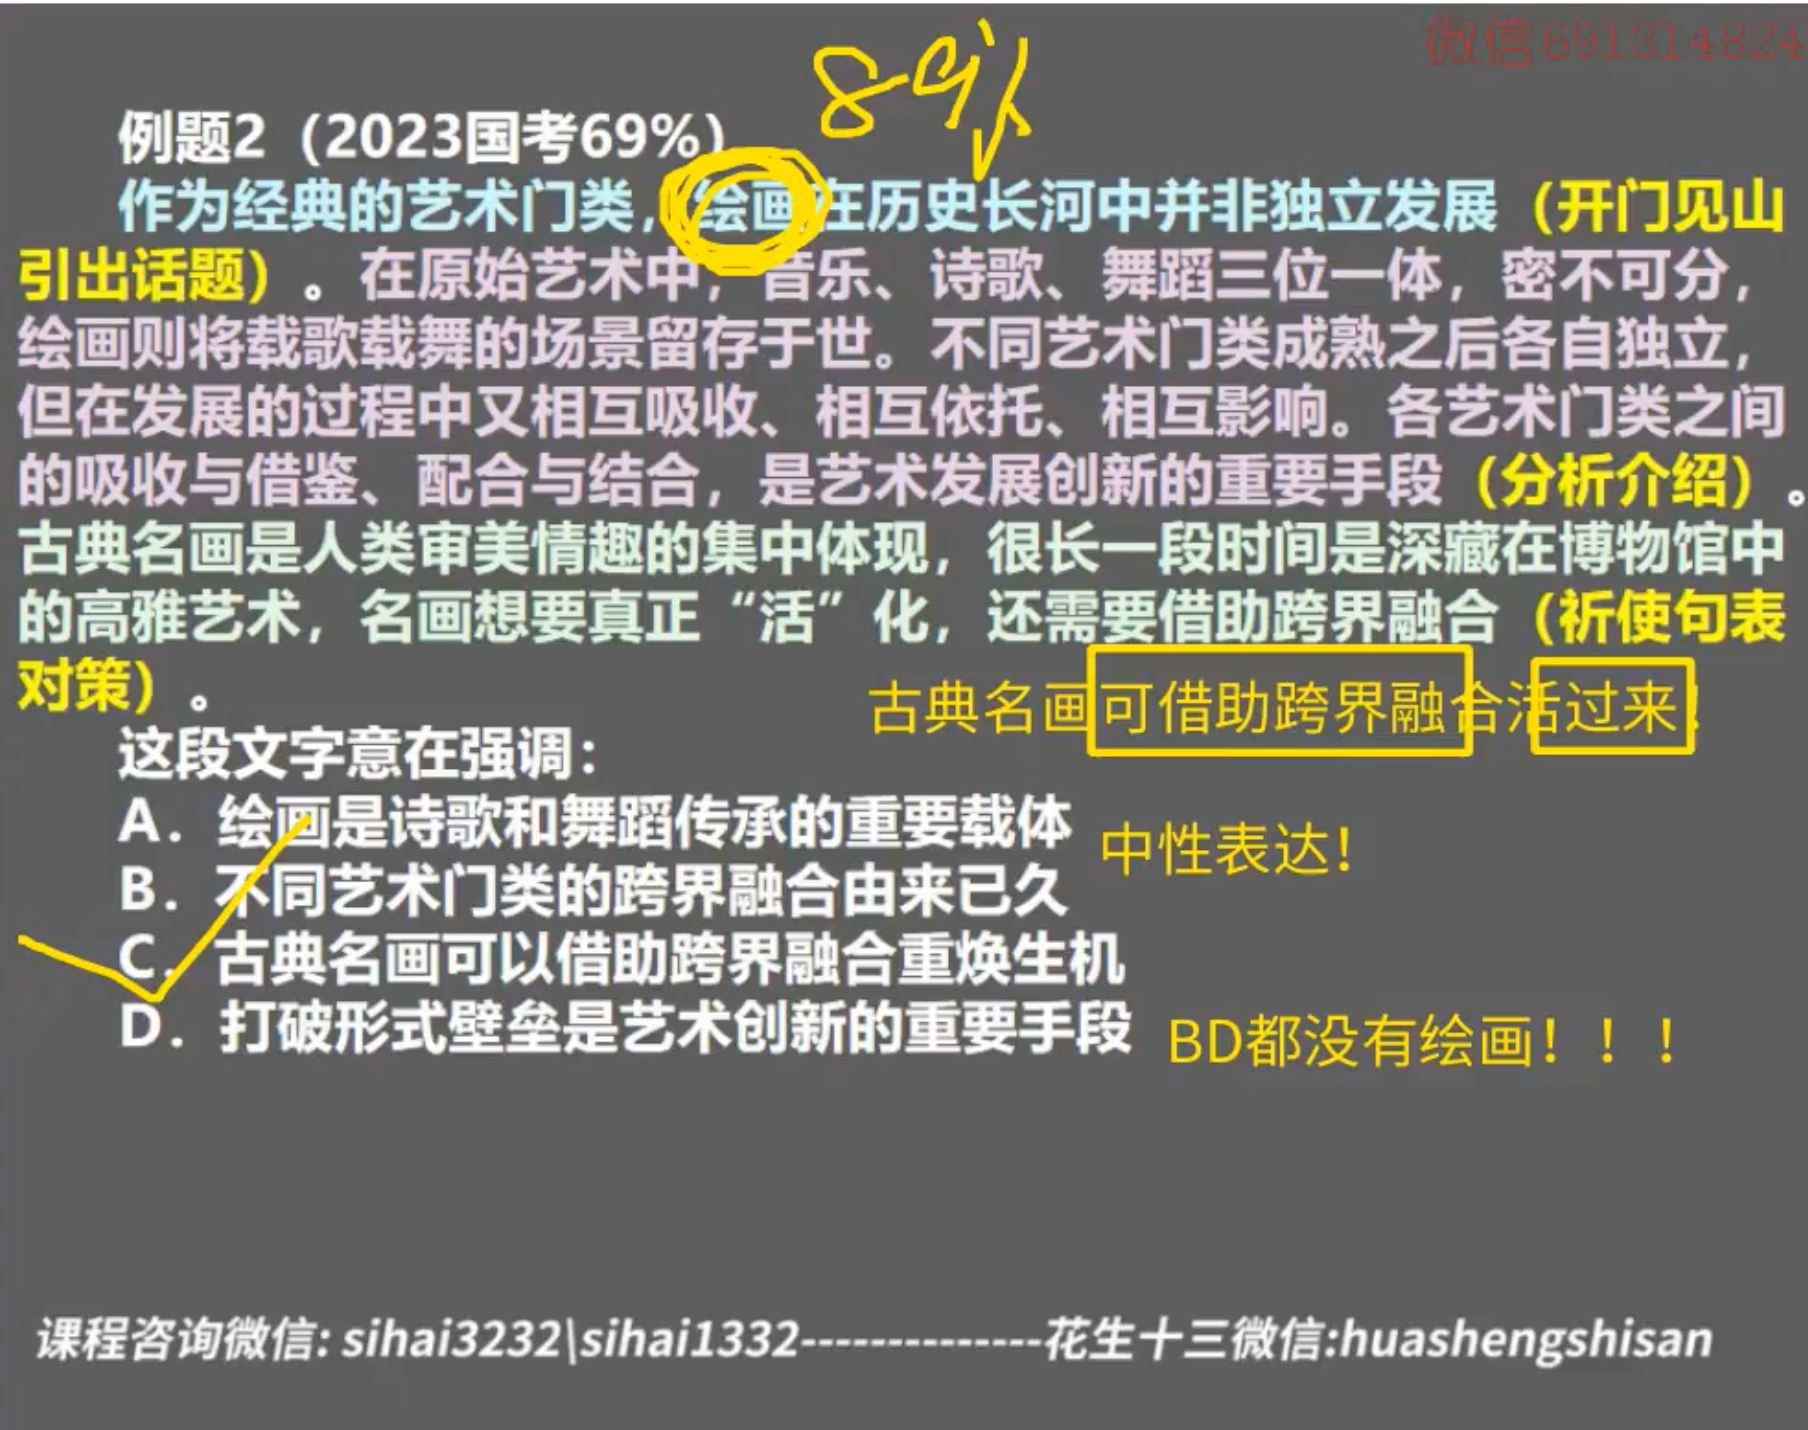 微信691314824
89%
例题2（2023国考69%）
作为经典的艺术门类，绘画在历史长河中并非独立发展（开门见山
引出话题）。在原始艺术中，音乐、诗歌、舞蹈三位一体，密不可分，
绘画则将载歌载舞的场景留存于世。不同艺术门类成熟之后各自独立，
但在发展的过程中又相互吸收、相互依托、相互影响。各艺术门类之间
的吸收与借鉴、配合与结合，是艺术发展创新的重要手段（分析介绍）。
古典名画是人类审美情趣的集中体现，很长一段时间是深藏在博物馆中
的高雅艺术，名画想要真正“活”化，还需要借助跨界融合（祈使句表
对策）。
古典名画可借助跨界融合活过来！
这段文字意在强调：
A．绘画是诗歌和舞蹈传承的重要载体
中性表达！
B．不同艺术门类的跨界融合由来已久
C．古典名画可以借助跨界融合重焕生机
D．打破形式壁垒是艺术创新的重要手段
BD都没有绘画！！！
课程咨询微信: sihai3232\sihai1332--------------花生十三微信:huashengshisan